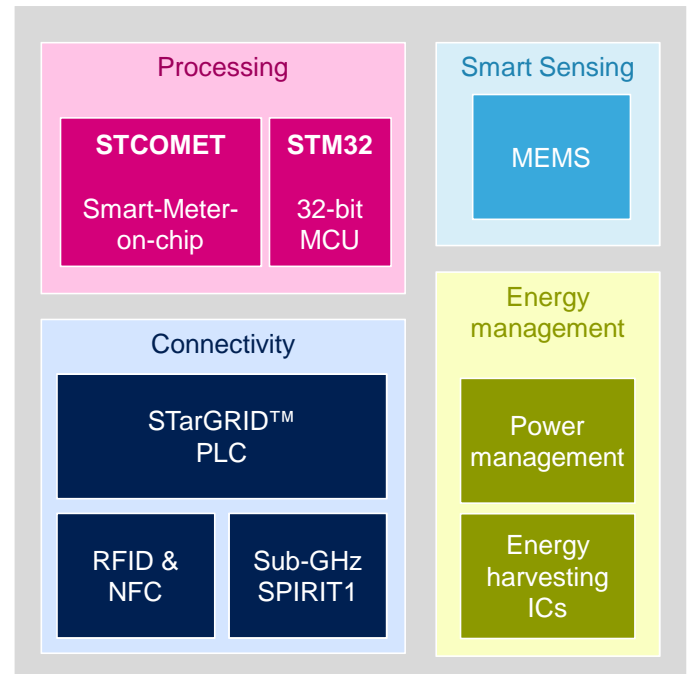 Processing
STCOMET
Smart-Meter-
on-chip
STM32
32-bit
MCU
Smart Sensing
MEMS
Connectivity
STarGRID™
PLC
RFID &
NFC
Sub-GHz
SPIRIT1
Energy
management
Power
management
Energy
harvesting
ICs